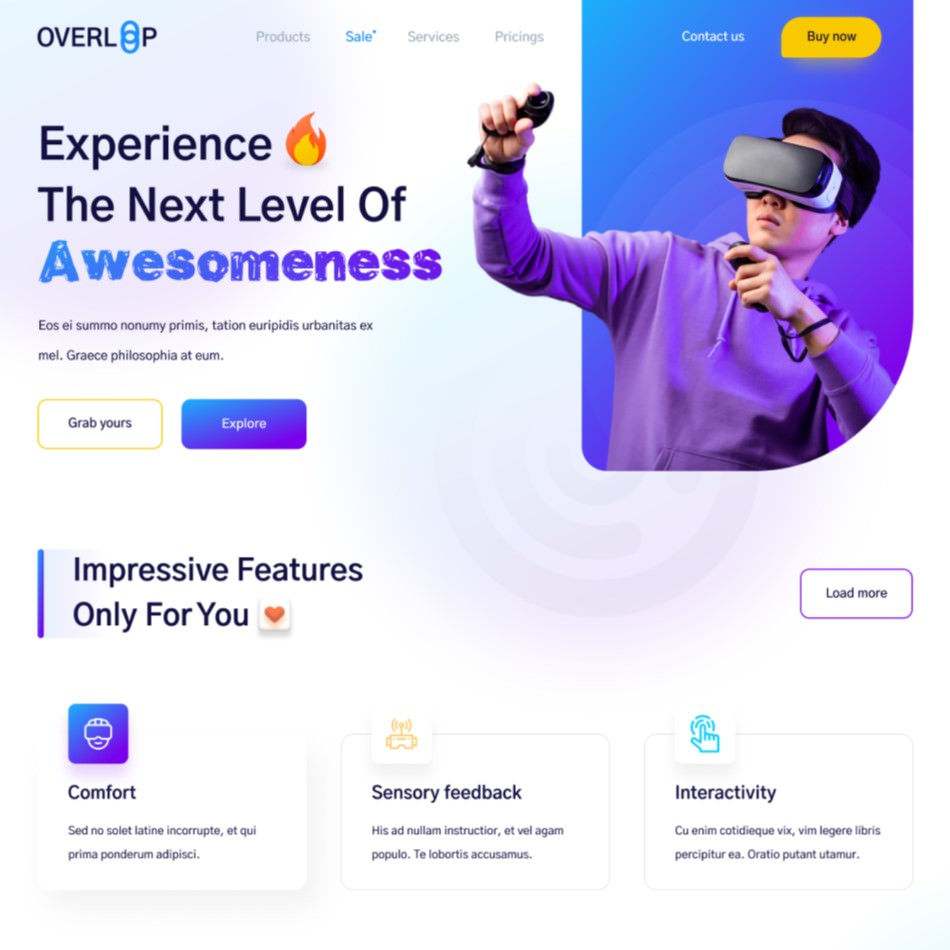 OVERLOOP
Products Sale* Services Pricings Contact us Buy now
Experience
The Next Level Of
Awesomeness
Eos ei summo nonumy primis, tation euripidis urbanitas ex
mel. Graece philosophia at eum.
Grab yours Explore
Impressive Features
Only For You
Load more
Comfort
Sed no solet latine incorrupte, et qui
prima ponderum adipisci.
Sensory feedback
His ad nullam instructior, et vel agam
populo. Te lobortis accusamus.
Interactivity
Cu enim cotidieque vix, vim legere libris
percipitur ea. Oratio putant utamur.